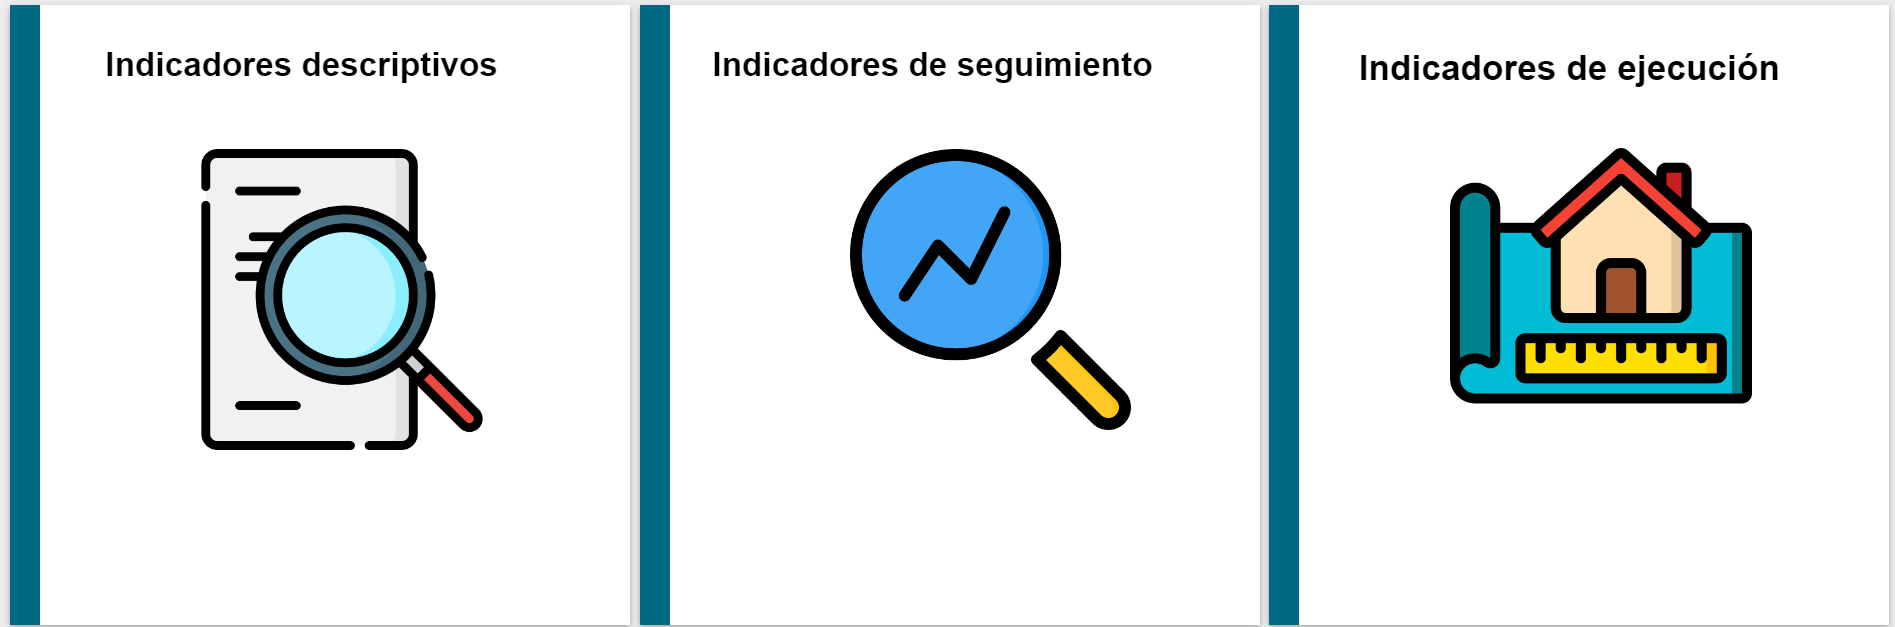 Indicadores descriptivos
Indicadores de seguimiento
Indicadores de ejecución